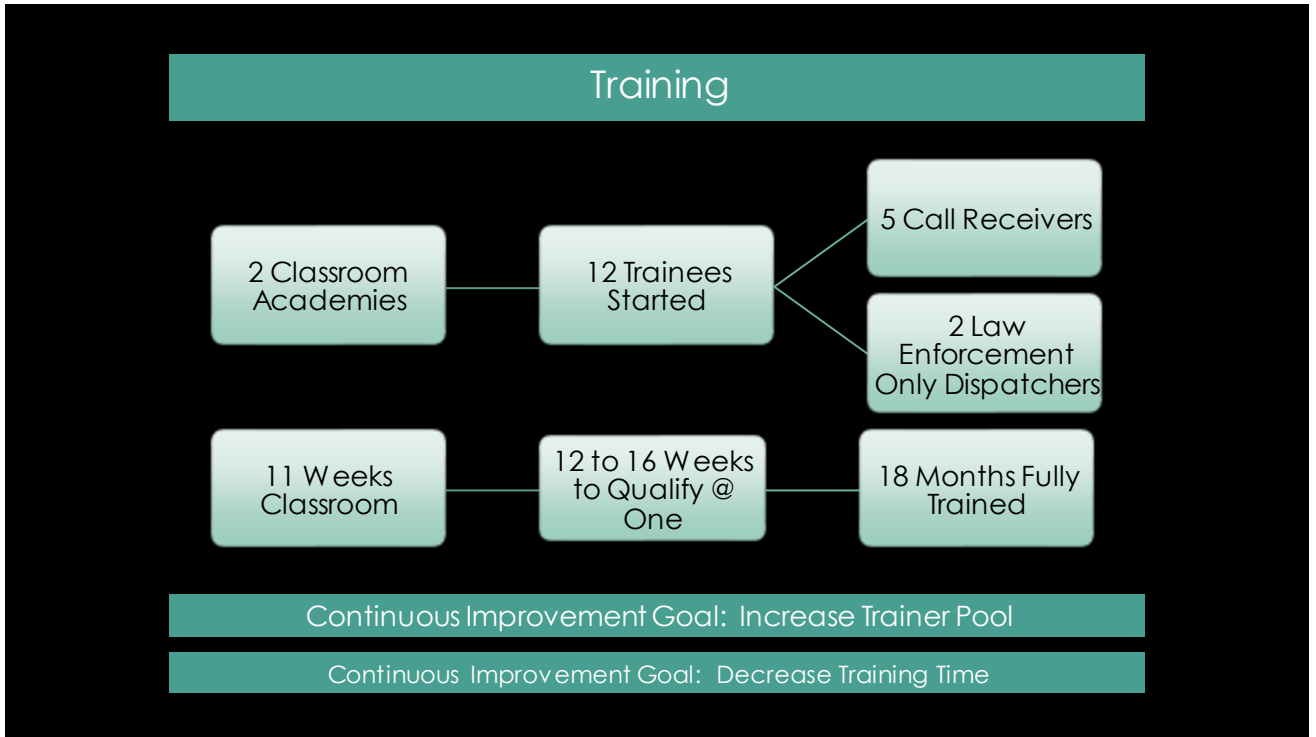 Training
2 Classroom
Academies
12 Trainees
Started
5 Call Receivers
2 Law
Enforcement
Only Dispatchers
11 Weeks
Classroom
12 to 16 Weeks
to Qualify @
One
18 Months Fully
Trained
Continuous Improvement Goal: Increase Trainer Pool
Continuous Improvement Goal: Decrease Training Time